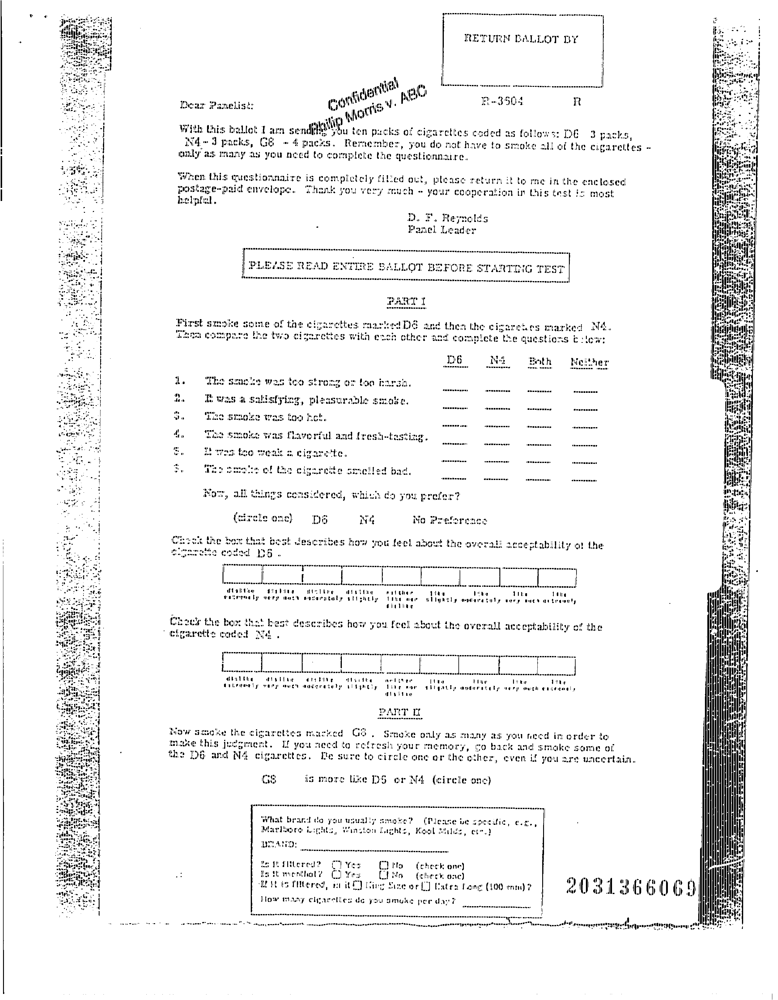 RETURN BALLOT BY
Confidential
Philip Morris v. ABC
Dear Panelist:
R-3504 R
With this ballot I am sending you ten packs of cigarettes coded as follows: D6 3 packs,
N4 - 3 packs, G8 - 4 packs. Remember, you do not have to smoke all of the cigarettes -
only as many as you need to complete the questionnaire.
When this questionnaire is completely filled out, please return it to me in the enclosed
postage-paid envelope. Thank you very much - your cooperation in this test is most
helpful.
D. F. Reynolds
Panel Leader
PLEASE READ ENTIRE BALLOT BEFORE STARTING TEST
PART I
First smoke some of the cigarettes marked D6 and then the cigarettes marked N4.
Then compare the two cigarettes with each other and complete the questions below:
D6 N4 Both Neither
1. The smoke was too strong or too harsh.
2. It was a satisfying, pleasurable smoke.
3. The smoke was too hot.
4. The smoke was flavorful and fresh-tasting.
5. It was too weak a cigarette.
6. The smoke of the cigarette smelled bad.
Now, all things considered, which do you prefer?
(circle one) D6 N4 No Preference
Check the box that best describes how you feel about the overall acceptability of the
cigarette coded D6 .
dislike dislike dislike dislike neither like like like like
extremely very much moderately slightly like nor slightly moderately very much extremely
dislike
Check the box that best describes how you feel about the overall acceptability of the
cigarette coded N4 .
dislike dislike dislike dislike neither like like like like
extremely very much moderately slightly like nor slightly moderately very much extremely
dislike
PART II
Now smoke the cigarettes marked G8 . Smoke only as many as you need in order to
make this judgment. If you need to refresh your memory, go back and smoke some of
the D6 and N4 cigarettes. Be sure to circle one or the other, even if you are uncertain.
G8 is more like D6 or N4 (circle one)
What brand do you usually smoke? (Please be specific, e.g.,
Marlboro Lights, Winston Lights, Kool Milds, etc.)
BRAND:
Is it filtered? Yes No (check one)
Is it menthol? Yes No (check one)
If it is filtered, is it King Size or Extra Long (100 mm)?
How many cigarettes do you smoke per day?
2031366069